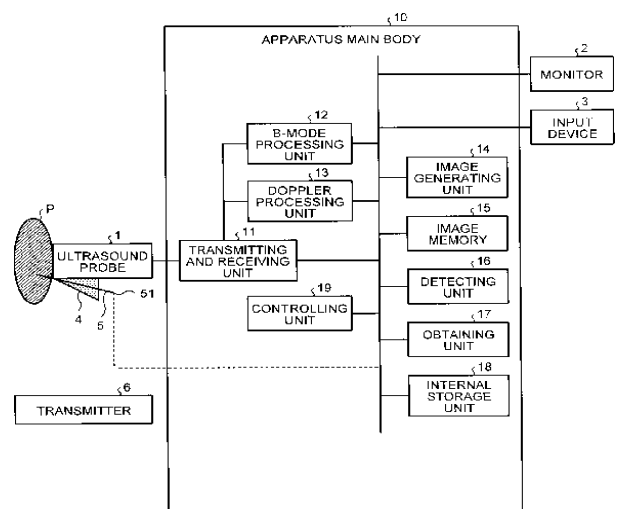 10
APPARATUS MAIN BODY
2
MONITOR
3
INPUT
DEVICE
12
B-MODE
PROCESSING
UNIT
14
IMAGE
GENERATING
UNIT
13
DOPPLER
PROCESSING
UNIT
15
IMAGE
MEMORY
P
1
ULTRASOUND
PROBE
11
TRANSMITTING
AND RECEIVING
UNIT
16
DETECTING
UNIT
4
5
51
19
CONTROLLING
UNIT
17
OBTAINING
UNIT
6
TRANSMITTER
18
INTERNAL
STORAGE
UNIT